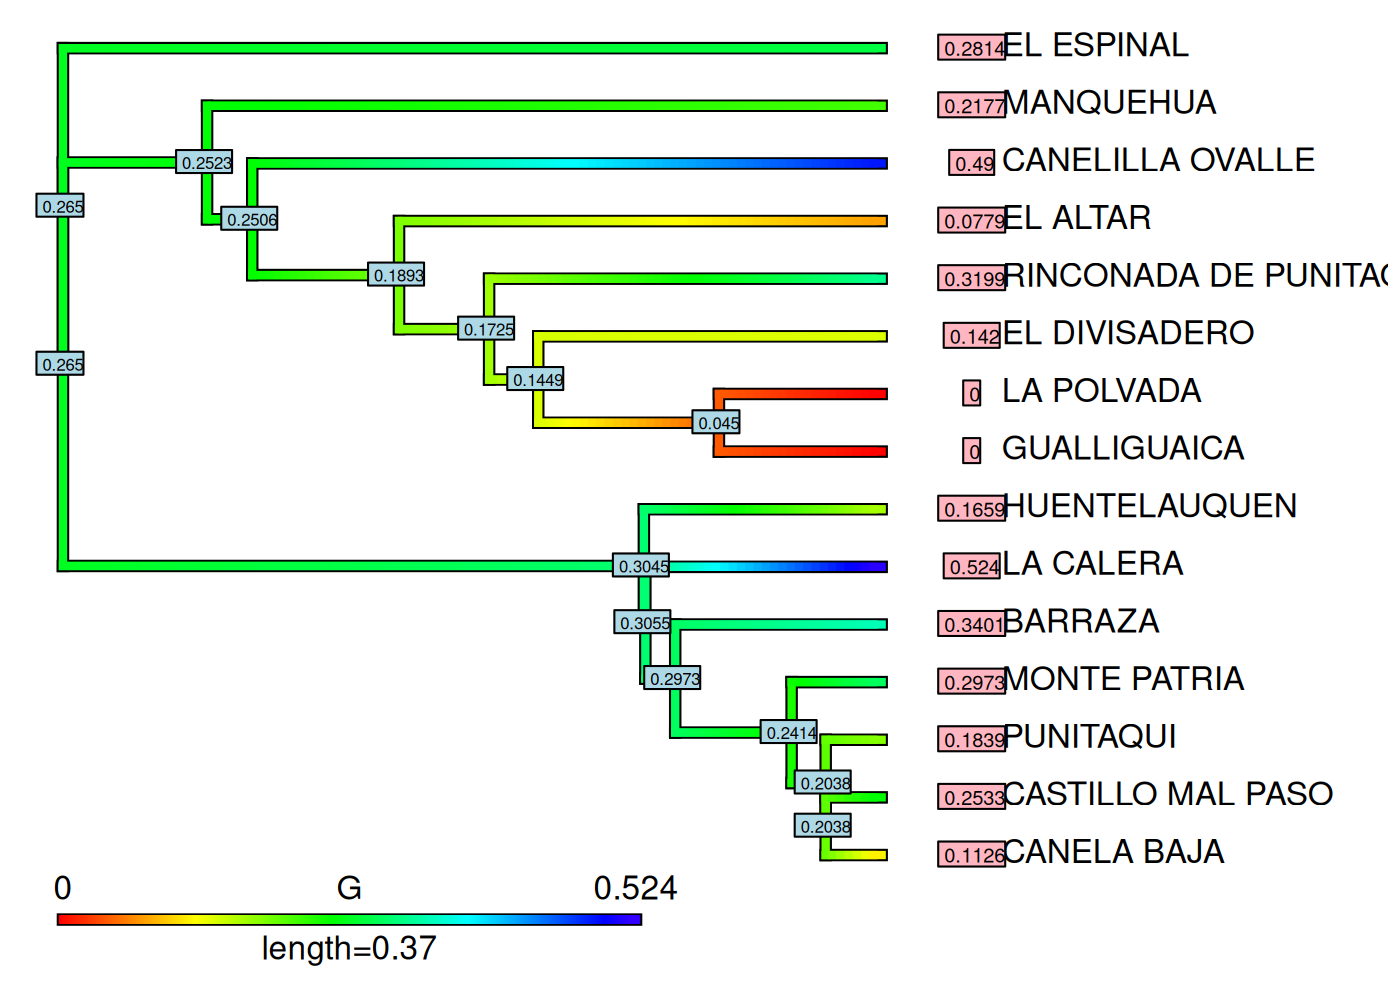 0.2814 EL ESPINAL
0.2177 MANQUEHUA
0.2523
0.49 CANELILLA OVALLE
0.265
0.2506
0.0779 EL ALTAR
0.1893
0.3199 RINCONADA DE PUNITAQ
0.1725
0.142 EL DIVISADERO
0.265
0.1449
0 LA POLVADA
0.045
0 GUALLIGUAICA
0.1659 HUENTELAUQUEN
0.3045
0.524 LA CALERA
0.3055
0.3401 BARRAZA
0.2973
0.2973 MONTE PATRIA
0.2414
0.1839 PUNITAQUI
0.2038
0.2533 CASTILLO MAL PASO
0.2038
0.1126 CANELA BAJA
0 G 0.524
length=0.37